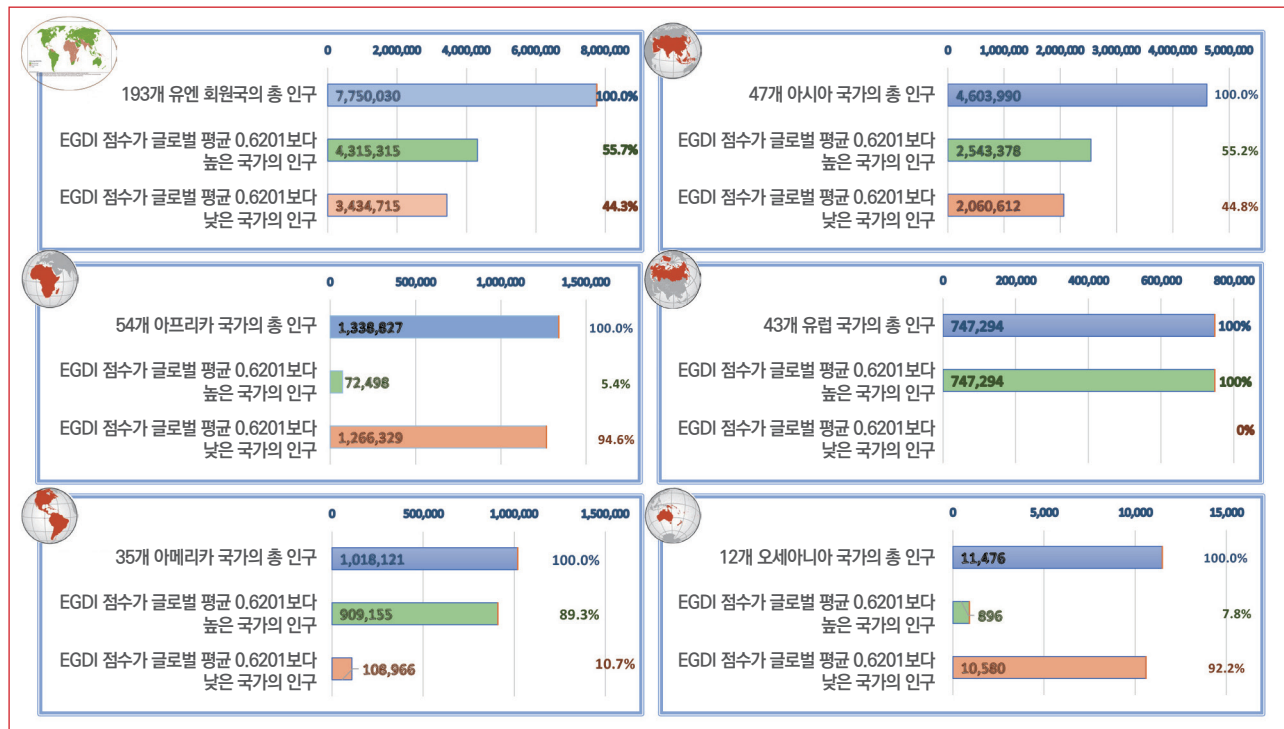 0 2,000,000 4,000,000 6,000,000 8,000,000
193개 유엔 회원국의 총 인구 7,750,030 100.0%
EGDI 점수가 글로벌 평균 0.6201보다
높은 국가의 인구 4,315,315 55.7%
EGDI 점수가 글로벌 평균 0.6201보다
낮은 국가의 인구 3,434,715 44.3%
0 1,000,000 2,000,000 3,000,000 4,000,000 5,000,000
47개 아시아 국가의 총 인구 4,603,990 100.0%
EGDI 점수가 글로벌 평균 0.6201보다
높은 국가의 인구 2,543,378 55.2%
EGDI 점수가 글로벌 평균 0.6201보다
낮은 국가의 인구 2,060,612 44.8%
0 500,000 1,000,000 1,500,000
54개 아프리카 국가의 총 인구 1,338,827 100.0%
EGDI 점수가 글로벌 평균 0.6201보다
높은 국가의 인구 72,498 5.4%
EGDI 점수가 글로벌 평균 0.6201보다
낮은 국가의 인구 1,266,329 94.6%
0 200,000 400,000 600,000 800,000
43개 유럽 국가의 총 인구 747,294 100%
EGDI 점수가 글로벌 평균 0.6201보다
높은 국가의 인구 747,294 100%
EGDI 점수가 글로벌 평균 0.6201보다
낮은 국가의 인구 0%
0 500,000 1,000,000 1,500,000
35개 아메리카 국가의 총 인구 1,018,121 100.0%
EGDI 점수가 글로벌 평균 0.6201보다
높은 국가의 인구 909,155 89.3%
EGDI 점수가 글로벌 평균 0.6201보다
낮은 국가의 인구 108,966 10.7%
0 5,000 10,000 15,000
12개 오세아니아 국가의 총 인구 11,476 100.0%
EGDI 점수가 글로벌 평균 0.6201보다
높은 국가의 인구 896 7.8%
EGDI 점수가 글로벌 평균 0.6201보다
낮은 국가의 인구 10,580 92.2%